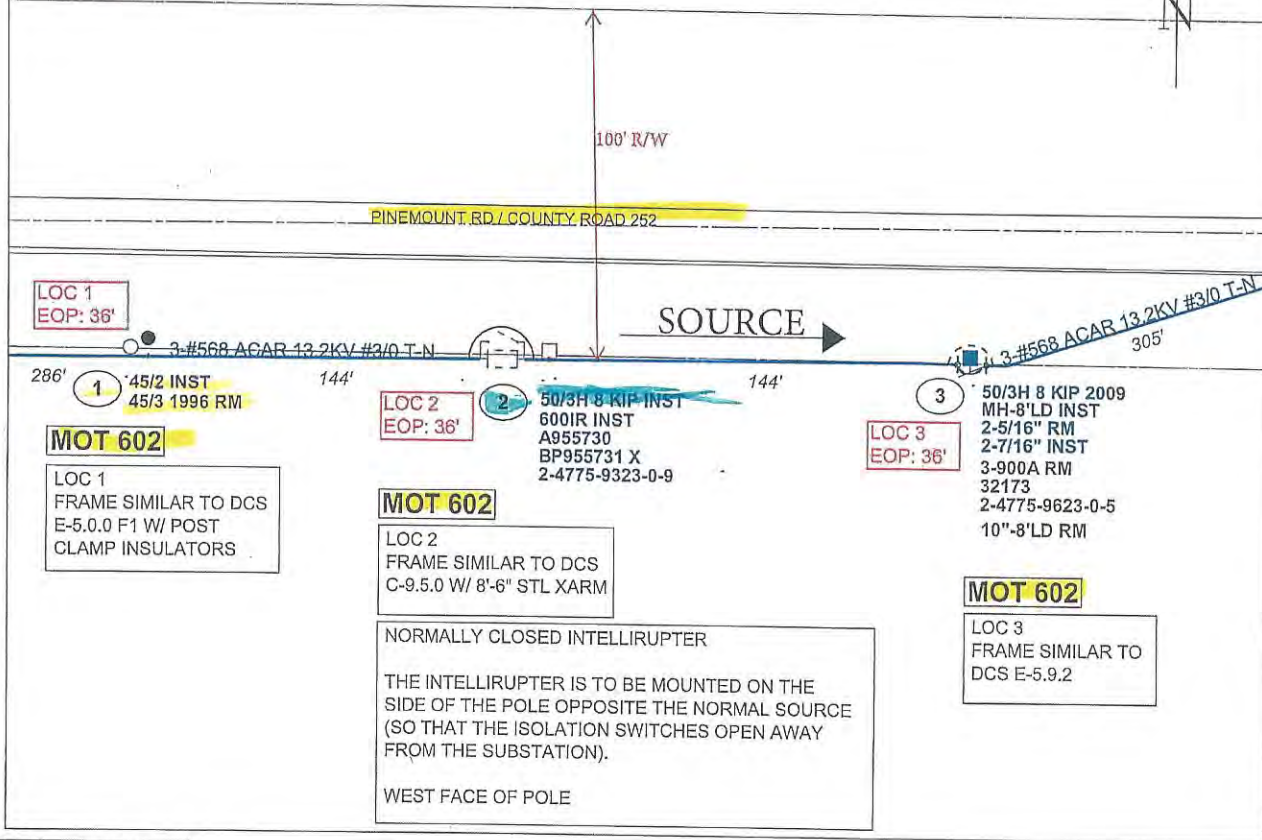 N
100' R/W
PINEMOUNT RD / COUNTY ROAD 252
LOC 1
EOP: 36'
3-#568 ACAR 13.2KV #3/0 T-N
SOURCE
3-#568 ACAR 13.2KV #3/0 T-N
305'
286'
1
45/2 INST
45/3 1996 RM
144'
MOT 602
LOC 1
FRAME SIMILAR TO DCS
E-5.0.0 F1 W/ POST
CLAMP INSULATORS
LOC 2
EOP: 36'
2
50/3H 8 KIP INST
600IR INST
A955730
BP955731 X
2-4775-9323-0-9
144'
MOT 602
LOC 2
FRAME SIMILAR TO DCS
C-9.5.0 W/ 8'-6" STL XARM
NORMALLY CLOSED INTELLIRUPTER
THE INTELLIRUPTER IS TO BE MOUNTED ON THE
SIDE OF THE POLE OPPOSITE THE NORMAL SOURCE
(SO THAT THE ISOLATION SWITCHES OPEN AWAY
FROM THE SUBSTATION).
WEST FACE OF POLE
3
LOC 3
EOP: 36'
50/3H 8 KIP 2009
MH-8'LD INST
2-5/16" RM
2-7/16" INST
3-900A RM
32173
2-4775-9623-0-5
10"-8'LD RM
MOT 602
LOC 3
FRAME SIMILAR TO
DCS E-5.9.2